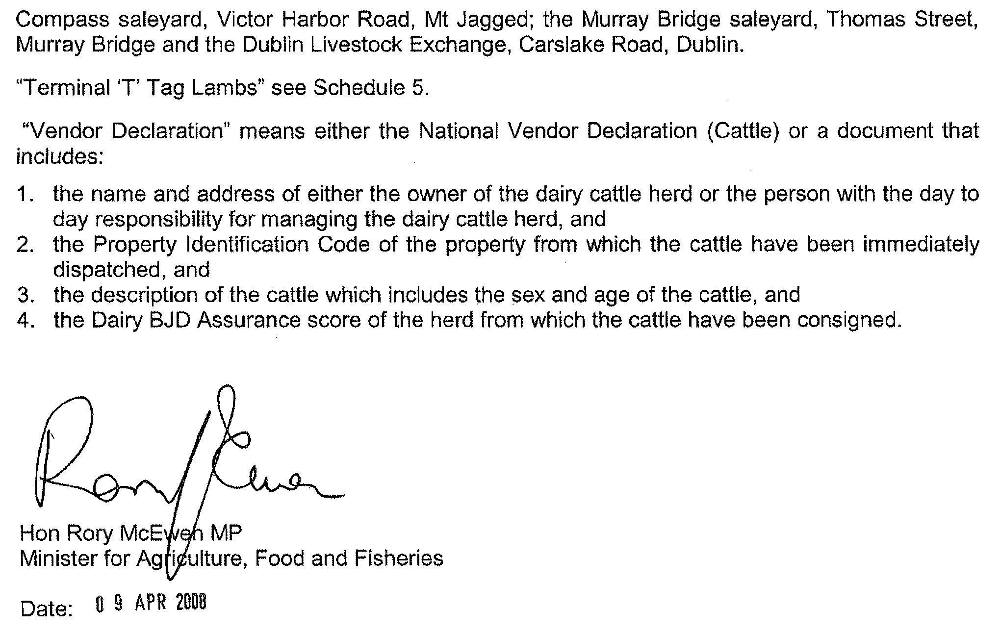 Compass saleyard, Victor Harbor Road, Mt Jagged; the Murray Bridge saleyard, Thomas Street,
Murray Bridge and the Dublin Livestock Exchange, Carslake Road, Dublin.
“Terminal ‘T’ Tag Lambs” see Schedule 5.
“Vendor Declaration” means either the National Vendor Declaration (Cattle) or a document that
includes:
1. the name and address of either the owner of the dairy cattle herd or the person with the day to
day responsibility for managing the dairy cattle herd, and
2. the Property Identification Code of the property from which the cattle have been immediately
dispatched, and
3. the description of the cattle which includes the sex and age of the cattle, and
4. the Dairy BJD Assurance score of the herd from which the cattle have been consigned.
Hon Rory McEwen MP
Minister for Agriculture, Food and Fisheries
Date: 09 APR 2008